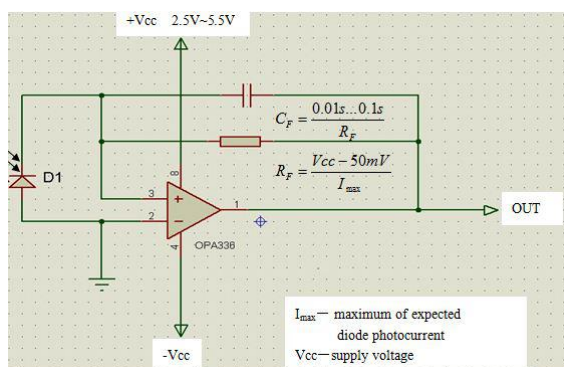 +Vcc 2.5V~5.5V
C_F = 0.01s...0.1s / R_F
8
R_F = Vcc－50mV / I_max
D1
3
+
1
2
−
OUT
4
OPA336
I_max— maximum of expected
diode photocurrent
-Vcc
Vcc—supply voltage